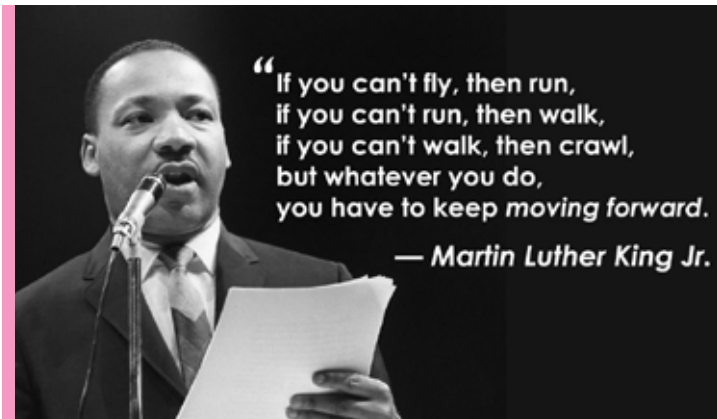 “If you can’t fly, then run,
if you can’t run, then walk,
if you can’t walk, then crawl,
but whatever you do,
you have to keep moving forward.
— Martin Luther King Jr.